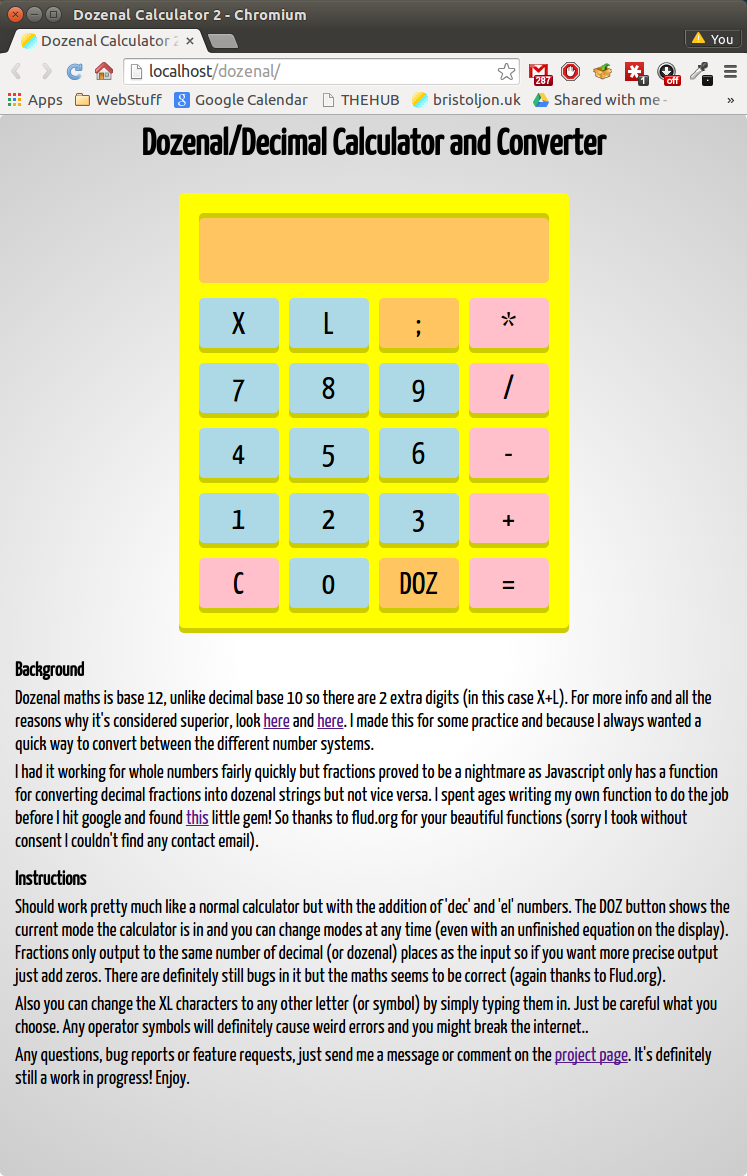 Dozenal Calculator 2 - Chromium
Dozenal Calculator 2
You
localhost/dozenal/
287
1
off
Apps WebStuff Google Calendar THEHUB bristoljon.uk Shared with me - »
Dozenal/Decimal Calculator and Converter
X L ; *
7 8 9 /
4 5 6 -
1 2 3 +
C 0 DOZ =
Background
Dozenal maths is base 12, unlike decimal base 10 so there are 2 extra digits (in this case X+L). For more info and all the
reasons why it's considered superior, look here and here. I made this for some practice and because I always wanted a
quick way to convert between the different number systems.
I had it working for whole numbers fairly quickly but fractions proved to be a nightmare as Javascript only has a function
for converting decimal fractions into dozenal strings but not vice versa. I spent ages writing my own function to do the job
before I hit google and found this little gem! So thanks to flud.org for your beautiful functions (sorry I took without
consent I couldn't find any contact email).
Instructions
Should work pretty much like a normal calculator but with the addition of 'dec' and 'el' numbers. The DOZ button shows the
current mode the calculator is in and you can change modes at any time (even with an unfinished equation on the display).
Fractions only output to the same number of decimal (or dozenal) places as the input so if you want more precise output
just add zeros. There are definitely still bugs in it but the maths seems to be correct (again thanks to Flud.org).
Also you can change the XL characters to any other letter (or symbol) by simply typing them in. Just be careful what you
choose. Any operator symbols will definitely cause weird errors and you might break the internet..
Any questions, bug reports or feature requests, just send me a message or comment on the project page. It's definitely
still a work in progress! Enjoy.